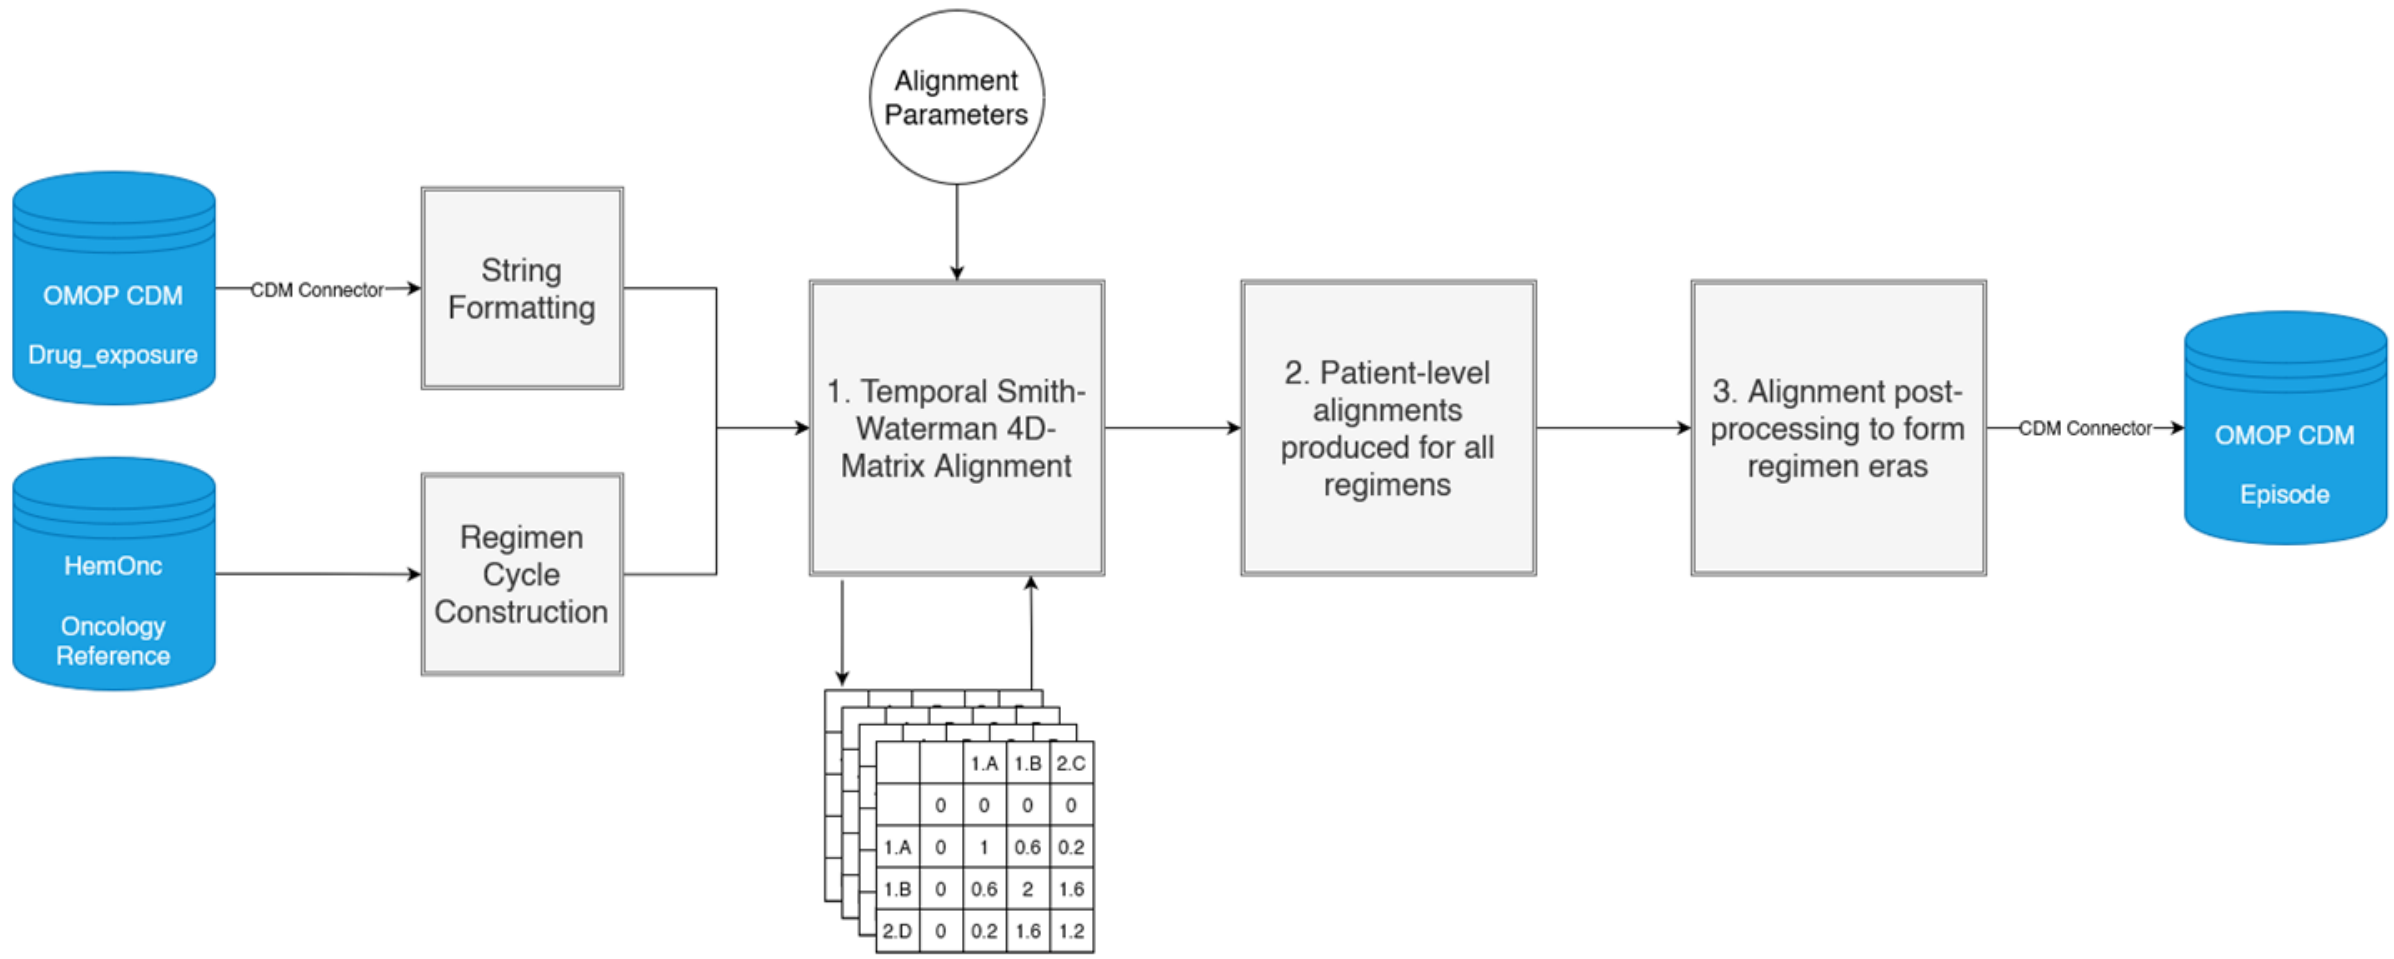 Alignment
Parameters
OMOP CDM
Drug_exposure
CDM Connector
String
Formatting
HemOnc
Oncology
Reference
Regimen
Cycle
Construction
1. Temporal Smith-
Waterman 4D-
Matrix Alignment
2. Patient-level
alignments
produced for all
regimens
3. Alignment post-
processing to form
regimen eras
CDM Connector
OMOP CDM
Episode
1.A 1.B 2.C
0 0 0 0
1.A 0 1 0.6 0.2
1.B 0 0.6 2 1.6
2.D 0 0.2 1.6 1.2